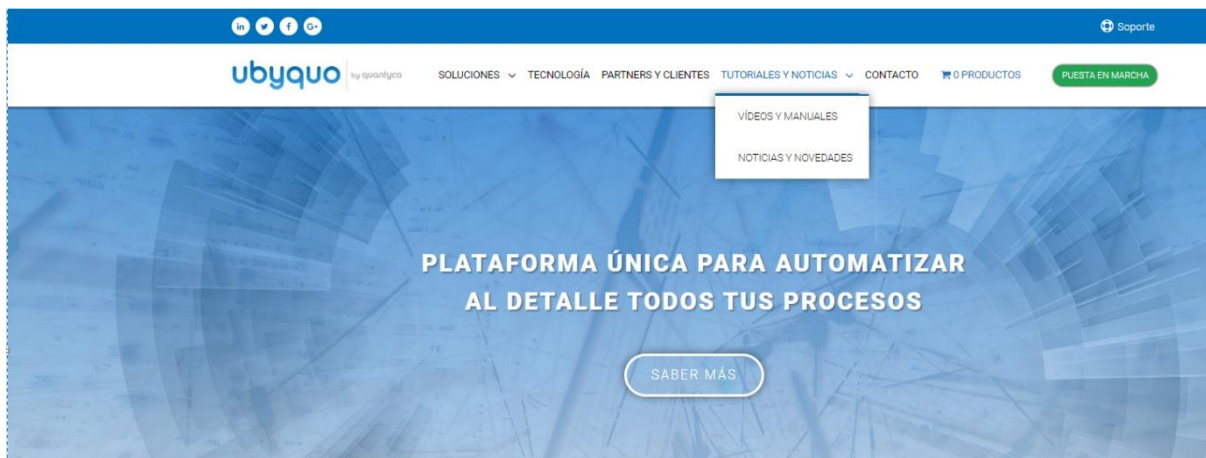 in f G+
Soporte
ubyquo by quantyca
SOLUCIONES TECNOLOGÍA PARTNERS Y CLIENTES TUTORIALES Y NOTICIAS CONTACTO 0 PRODUCTOS PUESTA EN MARCHA
VÍDEOS Y MANUALES
NOTICIAS Y NOVEDADES
PLATAFORMA ÚNICA PARA AUTOMATIZAR
AL DETALLE TODOS TUS PROCESOS
SABER MÁS